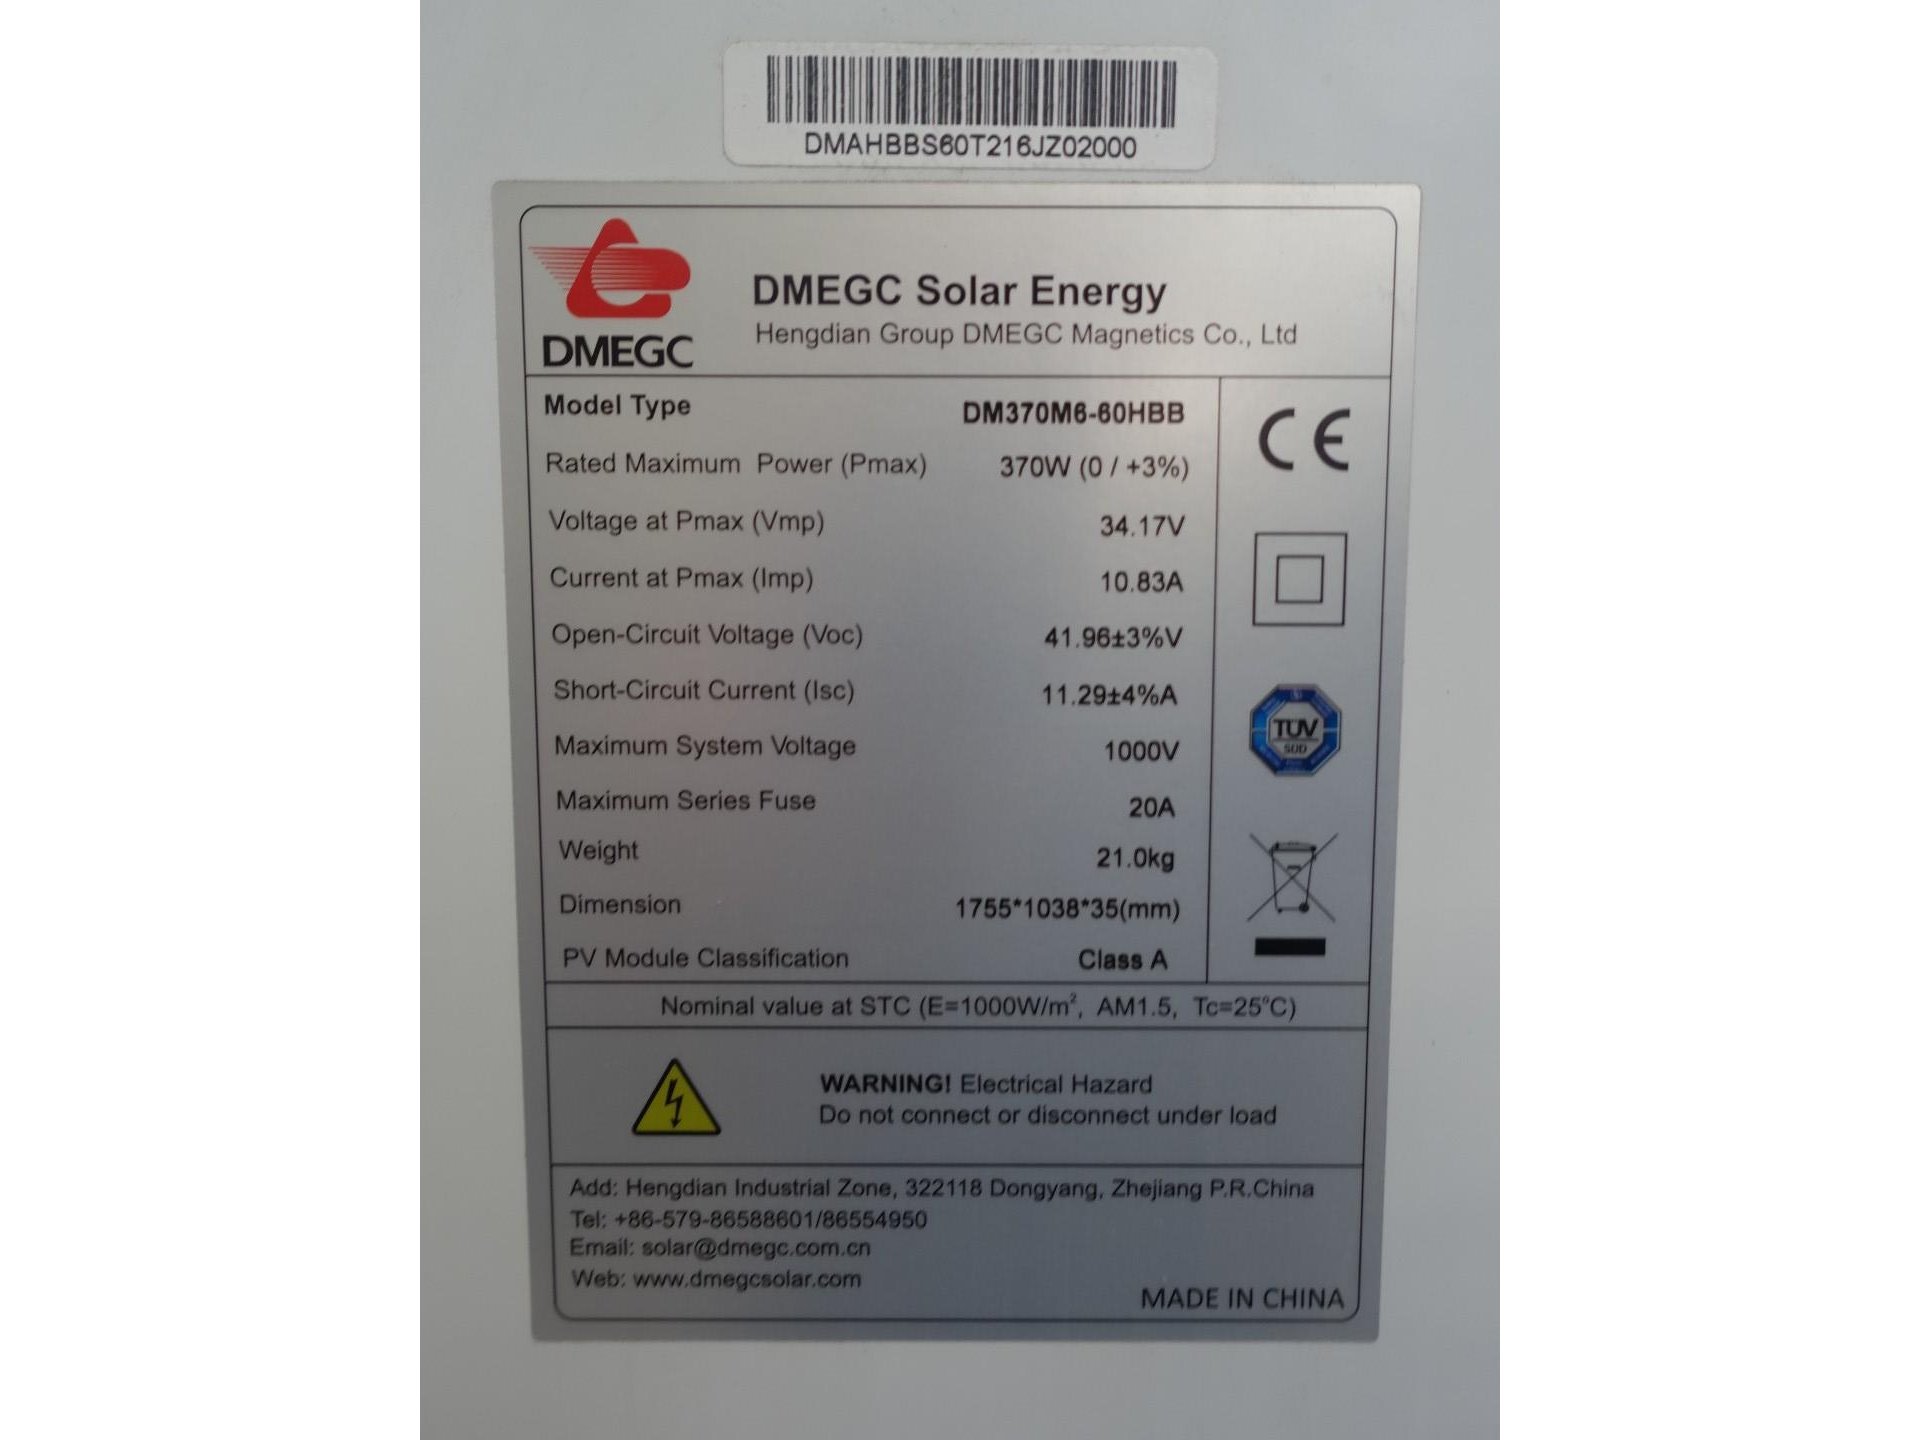 DMAHBBS60T216JZ02000
DMEGC
DMEGC Solar Energy
Hengdian Group DMEGC Magnetics Co., Ltd
Model Type DM370M6-60HBB
Rated Maximum Power (Pmax) 370W (0 / +3%)
Voltage at Pmax (Vmp) 34.17V
Current at Pmax (Imp) 10.83A
Open-Circuit Voltage (Voc) 41.96±3%V
Short-Circuit Current (Isc) 11.29±4%A
Maximum System Voltage 1000V
Maximum Series Fuse 20A
Weight 21.0kg
Dimension 1755*1038*35(mm)
PV Module Classification Class A
CE
TÜV
SÜD
Nominal value at STC (E=1000W/m², AM1.5, Tc=25°C)
WARNING! Electrical Hazard
Do not connect or disconnect under load
Add: Hengdian Industrial Zone, 322118 Dongyang, Zhejiang P.R.China
Tel: +86-579-86588601/86554950
Email: solar@dmegc.com.cn
Web: www.dmegcsolar.com
MADE IN CHINA